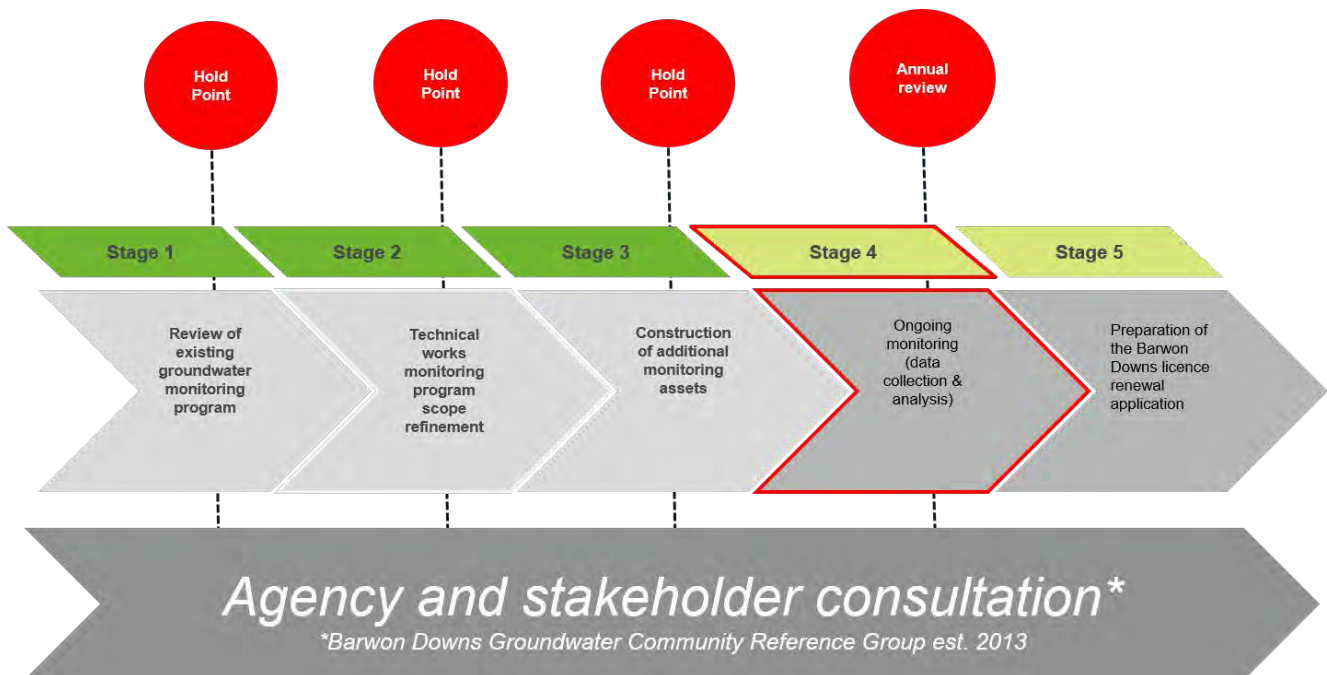 Hold
Point
Hold
Point
Hold
Point
Annual
review
Stage 1
Stage 2
Stage 3
Stage 4
Stage 5
Review of
existing
groundwater
monitoring
program
Technical
works
monitoring
program
scope
refinement
Construction
of additional
monitoring
assets
Ongoing
monitoring
(data
collection &
analysis)
Preparation of
the Barwon
Downs licence
renewal
application
Agency and stakeholder consultation*
*Barwon Downs Groundwater Community Reference Group est. 2013